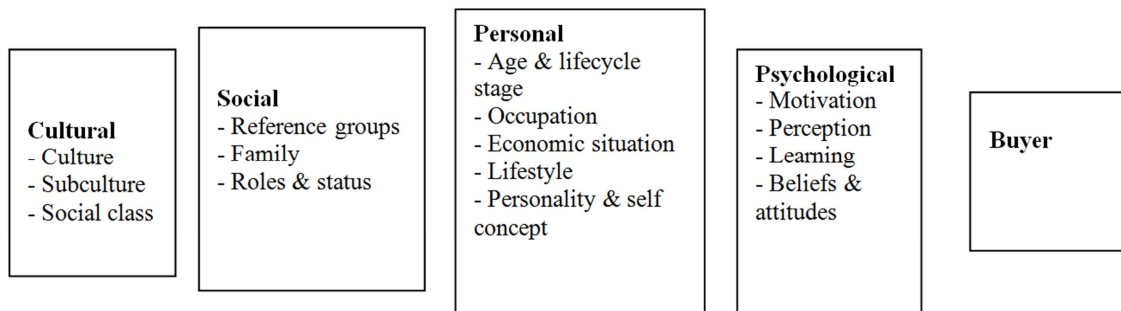 Cultural
- Culture
- Subculture
- Social class
Social
- Reference groups
- Family
- Roles & status
Personal
- Age & lifecycle
stage
- Occupation
- Economic situation
- Lifestyle
- Personality & self
concept
Psychological
- Motivation
- Perception
- Learning
- Beliefs &
attitudes
Buyer